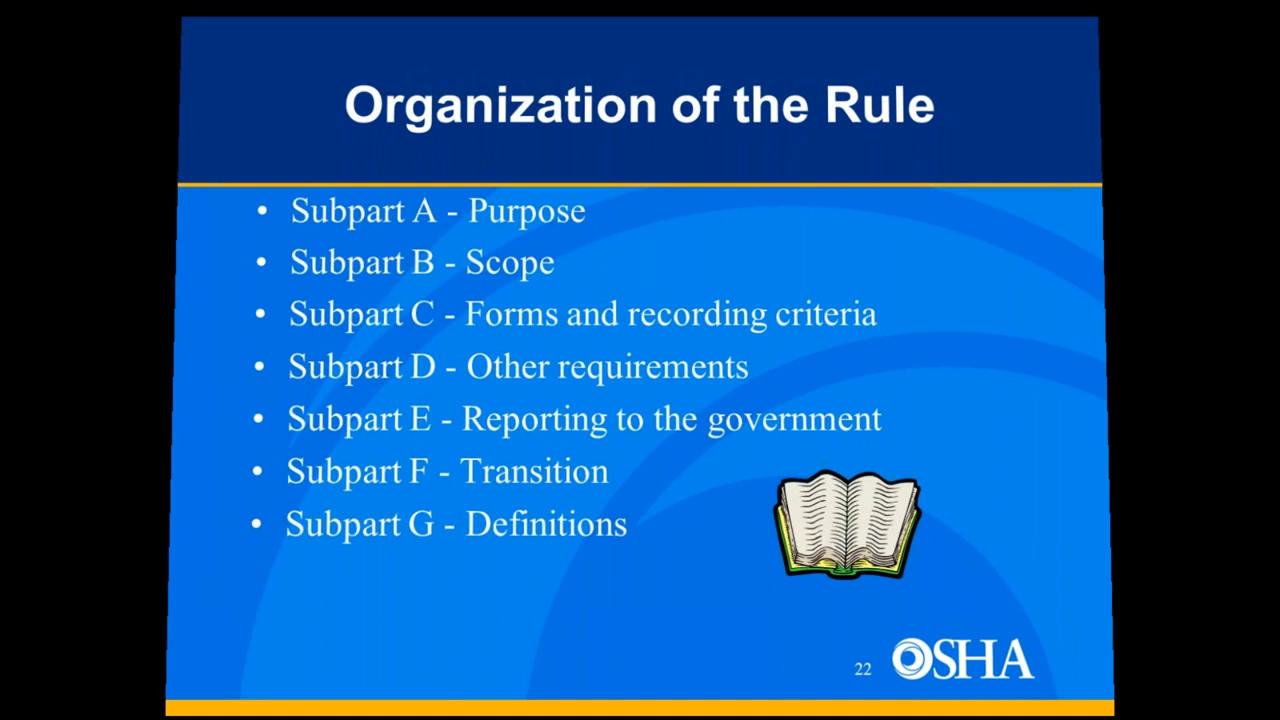 Organization of the Rule
• Subpart A - Purpose
• Subpart B - Scope
• Subpart C - Forms and recording criteria
• Subpart D - Other requirements
• Subpart E - Reporting to the government
• Subpart F - Transition
• Subpart G - Definitions
22
OSHA